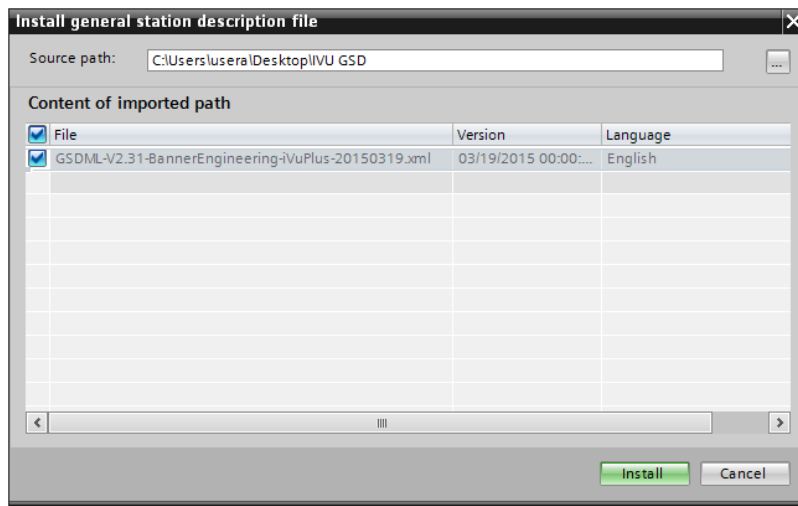 Install general station description file
Source path: C:\Users\usera\Desktop\IVU GSD ...
Content of imported path
File Version Language
GSDML-V2.31-BannerEngineering-iVuPlus-20150319.xml 03/19/2015 00:00:... English
Install Cancel